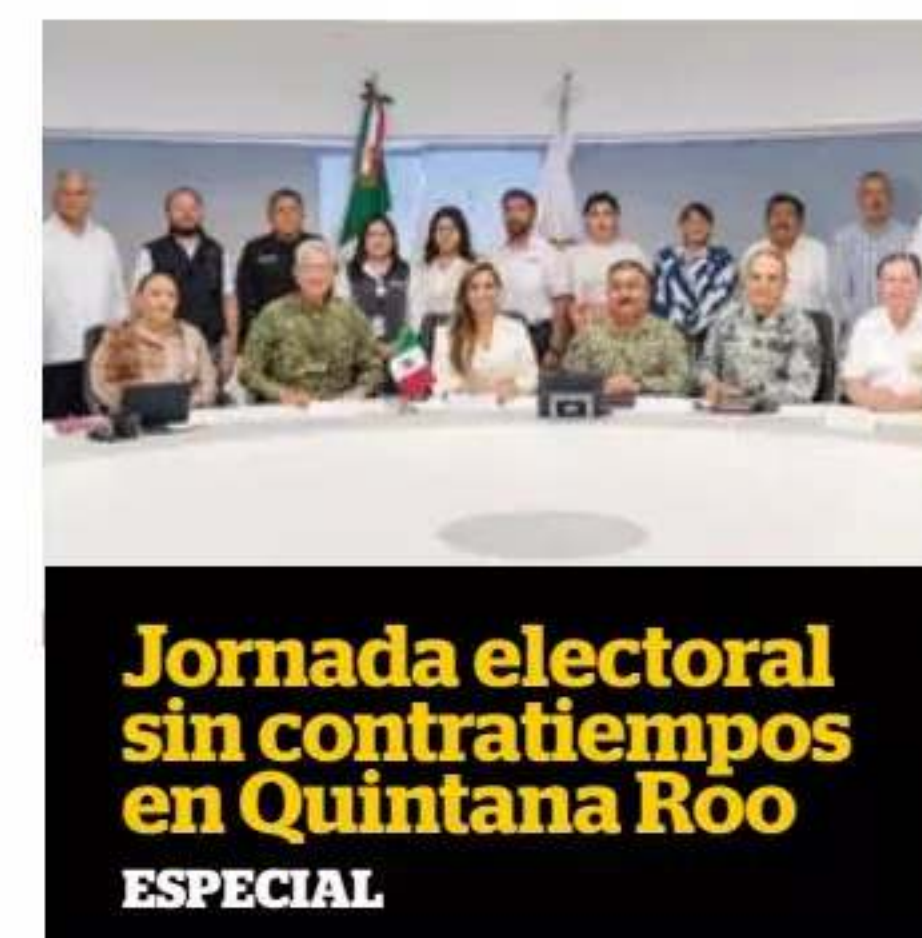 Jornada electoral
sin contratiempos
en Quintana Roo
ESPECIAL